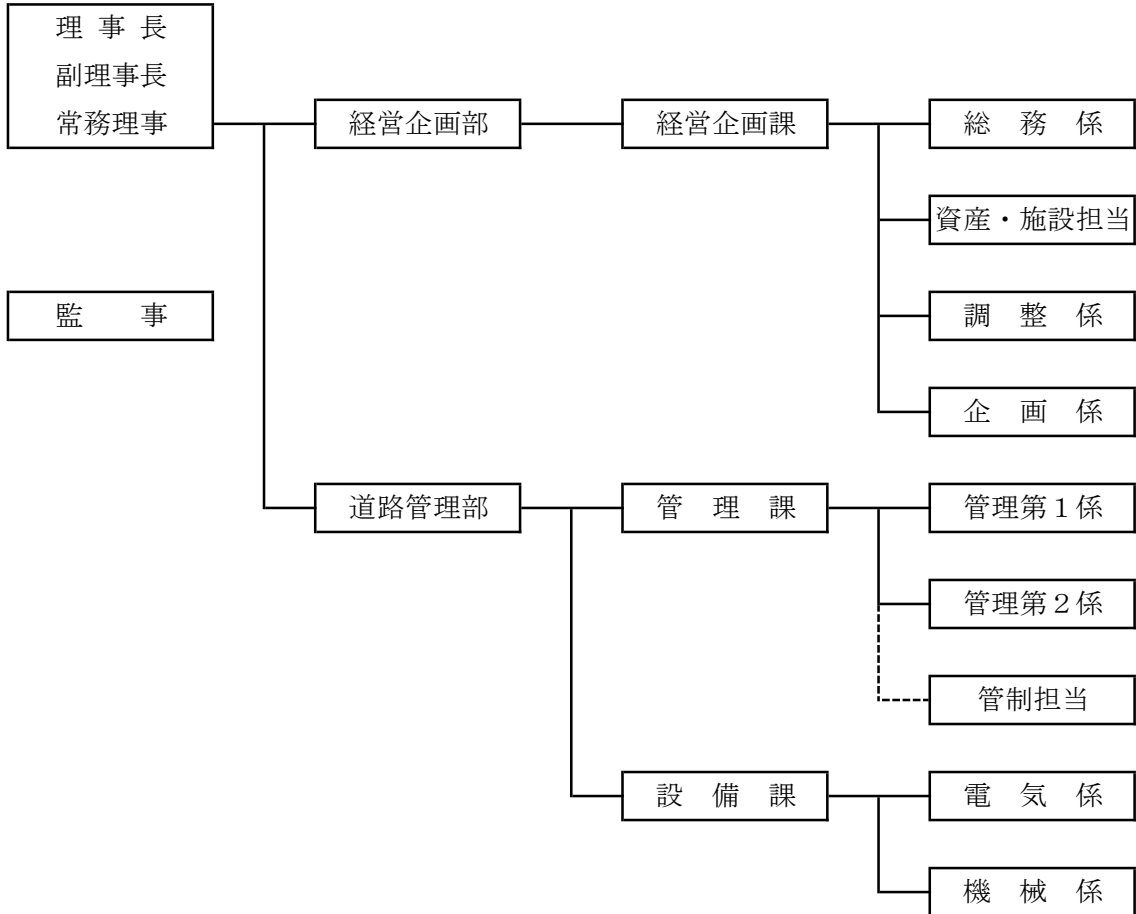 理 事 長
副理事長
常務理事
経営企画部
経営企画課
総 務 係
資産・施設担当
監 事
調 整 係
企 画 係
道路管理部
管 理 課
管理第１係
管理第２係
管制担当
設 備 課
電 気 係
機 械 係